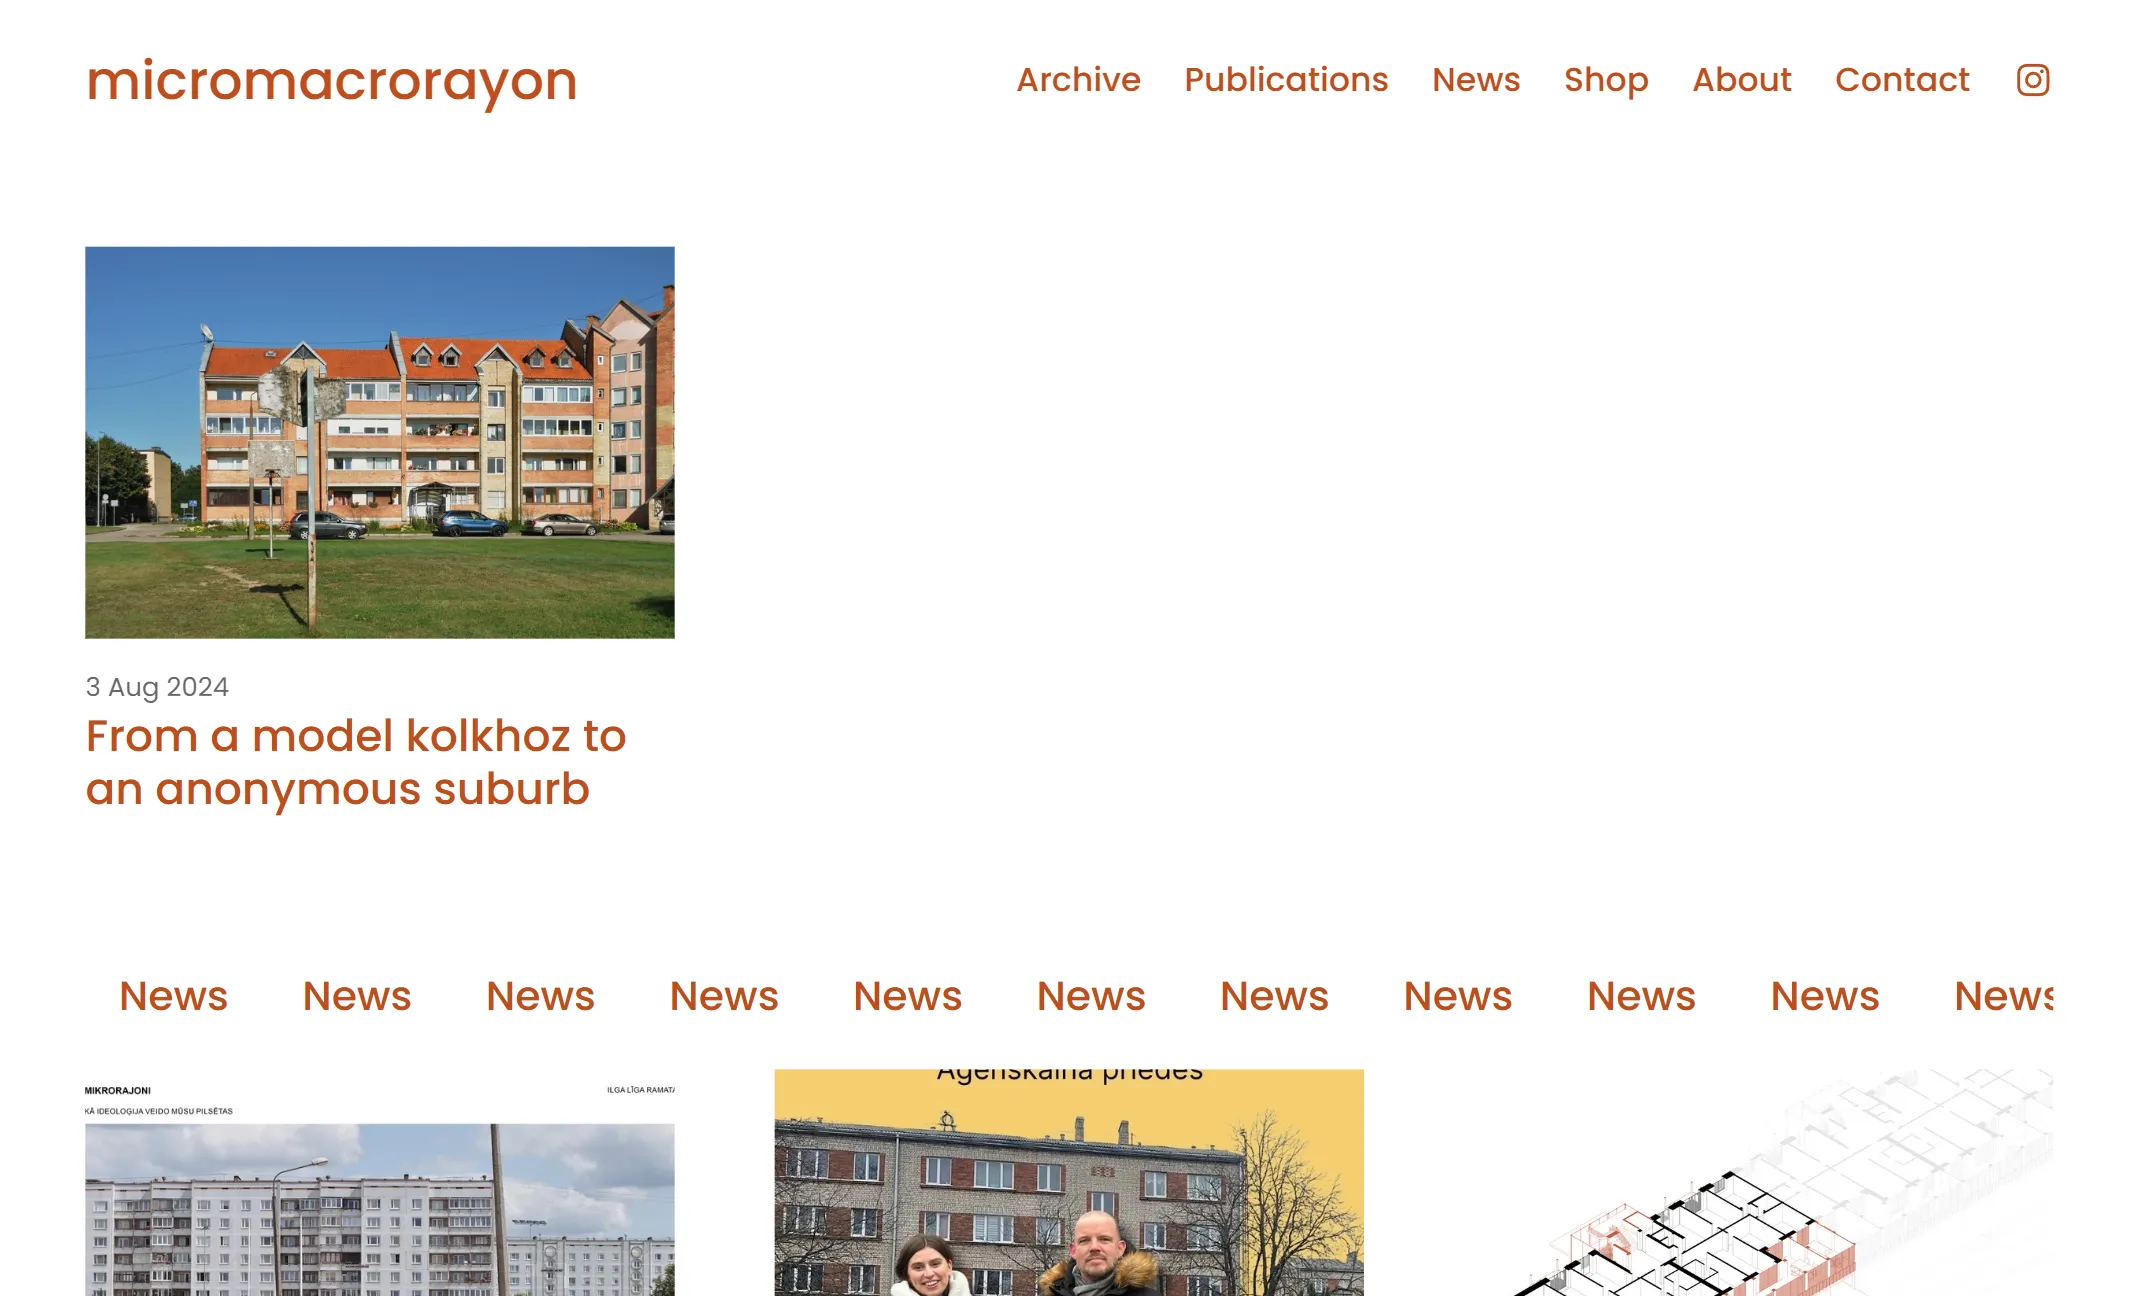 micromacrorayon
Archive Publications News Shop About Contact
3 Aug 2024
From a model kolkhoz to
an anonymous suburb
News News News News News News News News News News News
MIKRORAJONI
ILGA LĪGA RAMATA
KĀ IDEOLOĢIJA VEIDO MŪSU PILSĒTAS
Āgenskalna priedes